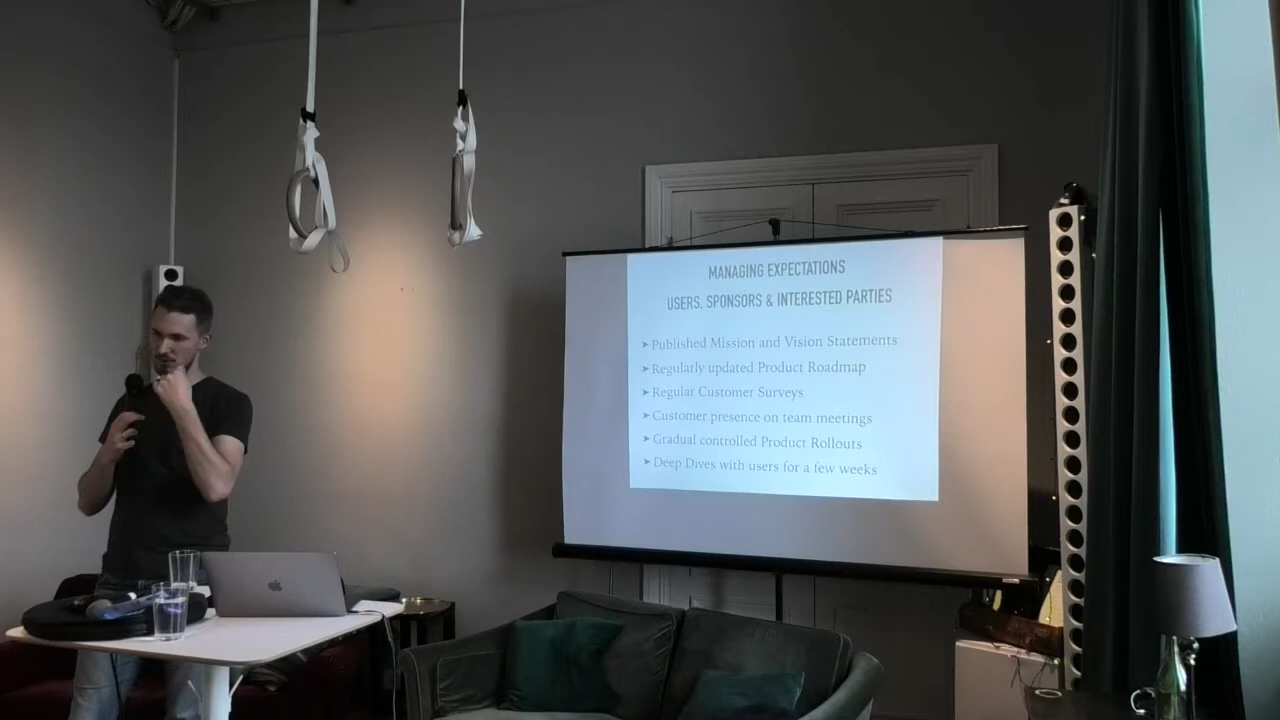 MANAGING EXPECTATIONS
USERS, SPONSORS & INTERESTED PARTIES
➤ Published Mission and Vision Statements
➤ Regularly updated Product Roadmap
➤ Regular Customer Surveys
➤ Customer presence on team meetings
➤ Gradual controlled Product Rollouts
➤ Deep Dives with users for a few weeks